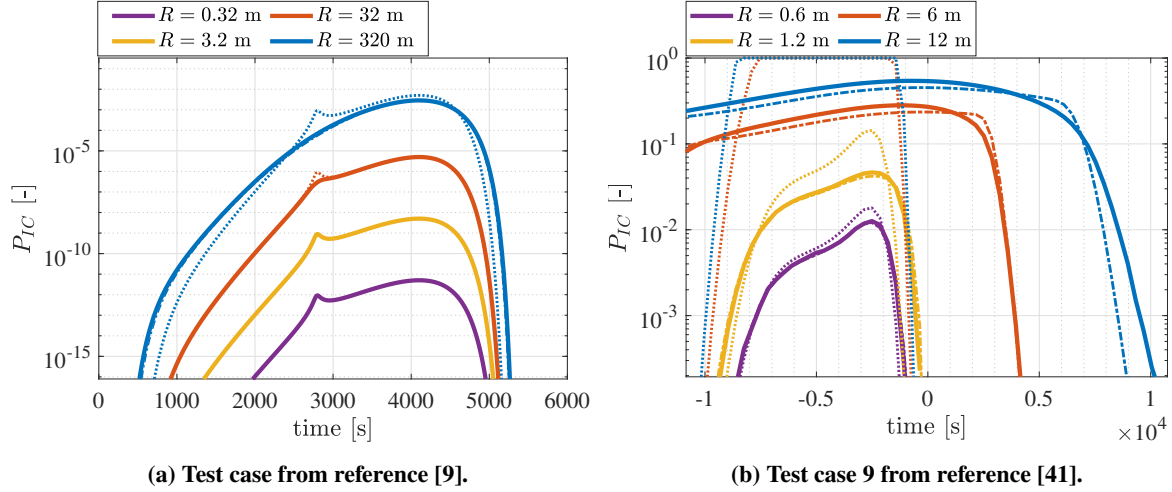 R = 0.32 m R = 32 m
R = 3.2 m R = 320 m
10^-5
10^-10
10^-15
P_IC [-]
0 1000 2000 3000 4000 5000 6000
time [s]
(a) Test case from reference [9].
R = 0.6 m R = 6 m
R = 1.2 m R = 12 m
10^0
10^-1
10^-2
10^-3
P_IC [-]
-1 -0.5 0 0.5 1
×10^4
time [s]
(b) Test case 9 from reference [41].